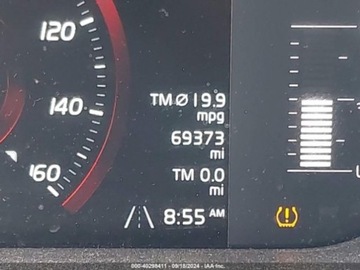 120
140
160
TM Ø 19.9
mpg
69373
mi
TM 0.0
mi
8:55 AM
000-40298411 - 09/18/2024 - IAA, Inc.